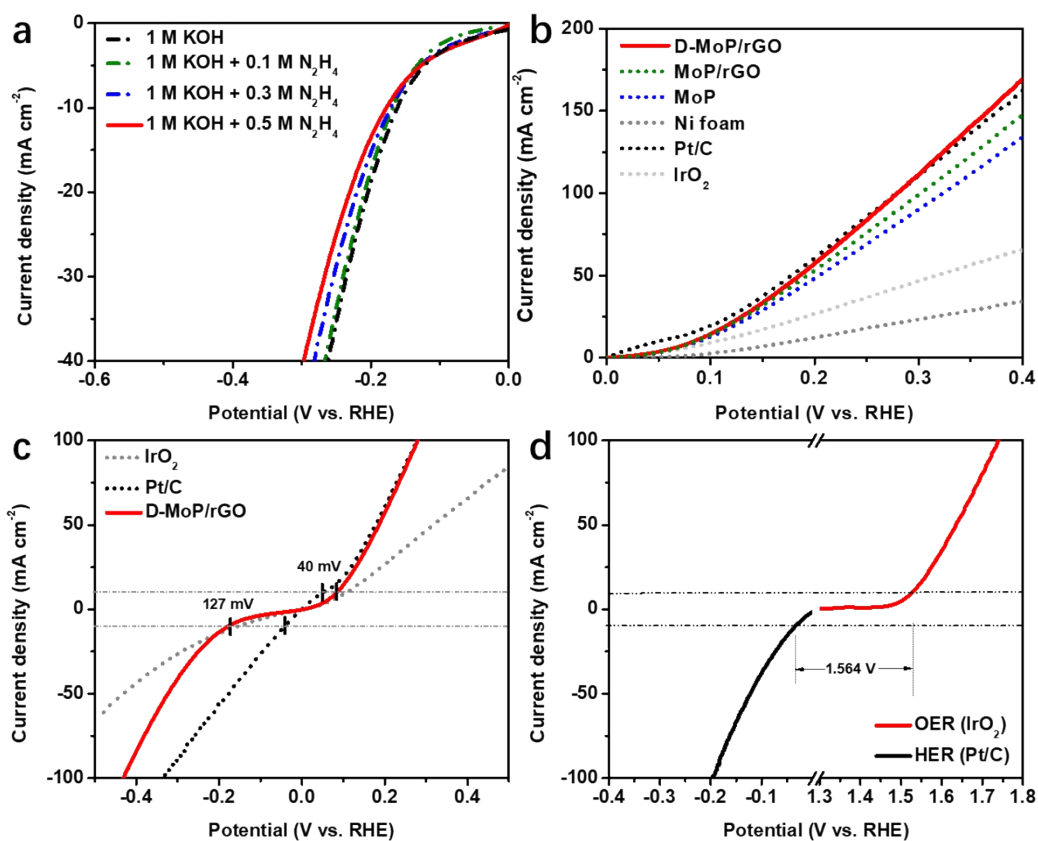 a
1 M KOH
1 M KOH + 0.1 M N₂H₄
1 M KOH + 0.3 M N₂H₄
1 M KOH + 0.5 M N₂H₄
0
-10
-20
-30
-40
-0.6
-0.4
-0.2
0.0
Current density (mA cm⁻²)
Potential (V vs. RHE)
b
D-MoP/rGO
MoP/rGO
MoP
Ni foam
Pt/C
IrO₂
200
150
100
50
0
0.0
0.1
0.2
0.3
0.4
Current density (mA cm⁻²)
Potential (V vs. RHE)
c
IrO₂
Pt/C
D-MoP/rGO
40 mV
127 mV
100
50
0
-50
-100
-0.4
-0.2
0.0
0.2
0.4
Current density (mA cm⁻²)
Potential (V vs. RHE)
d
1.564 V
OER (IrO₂)
HER (Pt/C)
100
50
0
-50
-100
-0.4
-0.3
-0.2
-0.1
1.3
1.4
1.5
1.6
1.7
1.8
Current density (mA cm⁻²)
Potential (V vs. RHE)